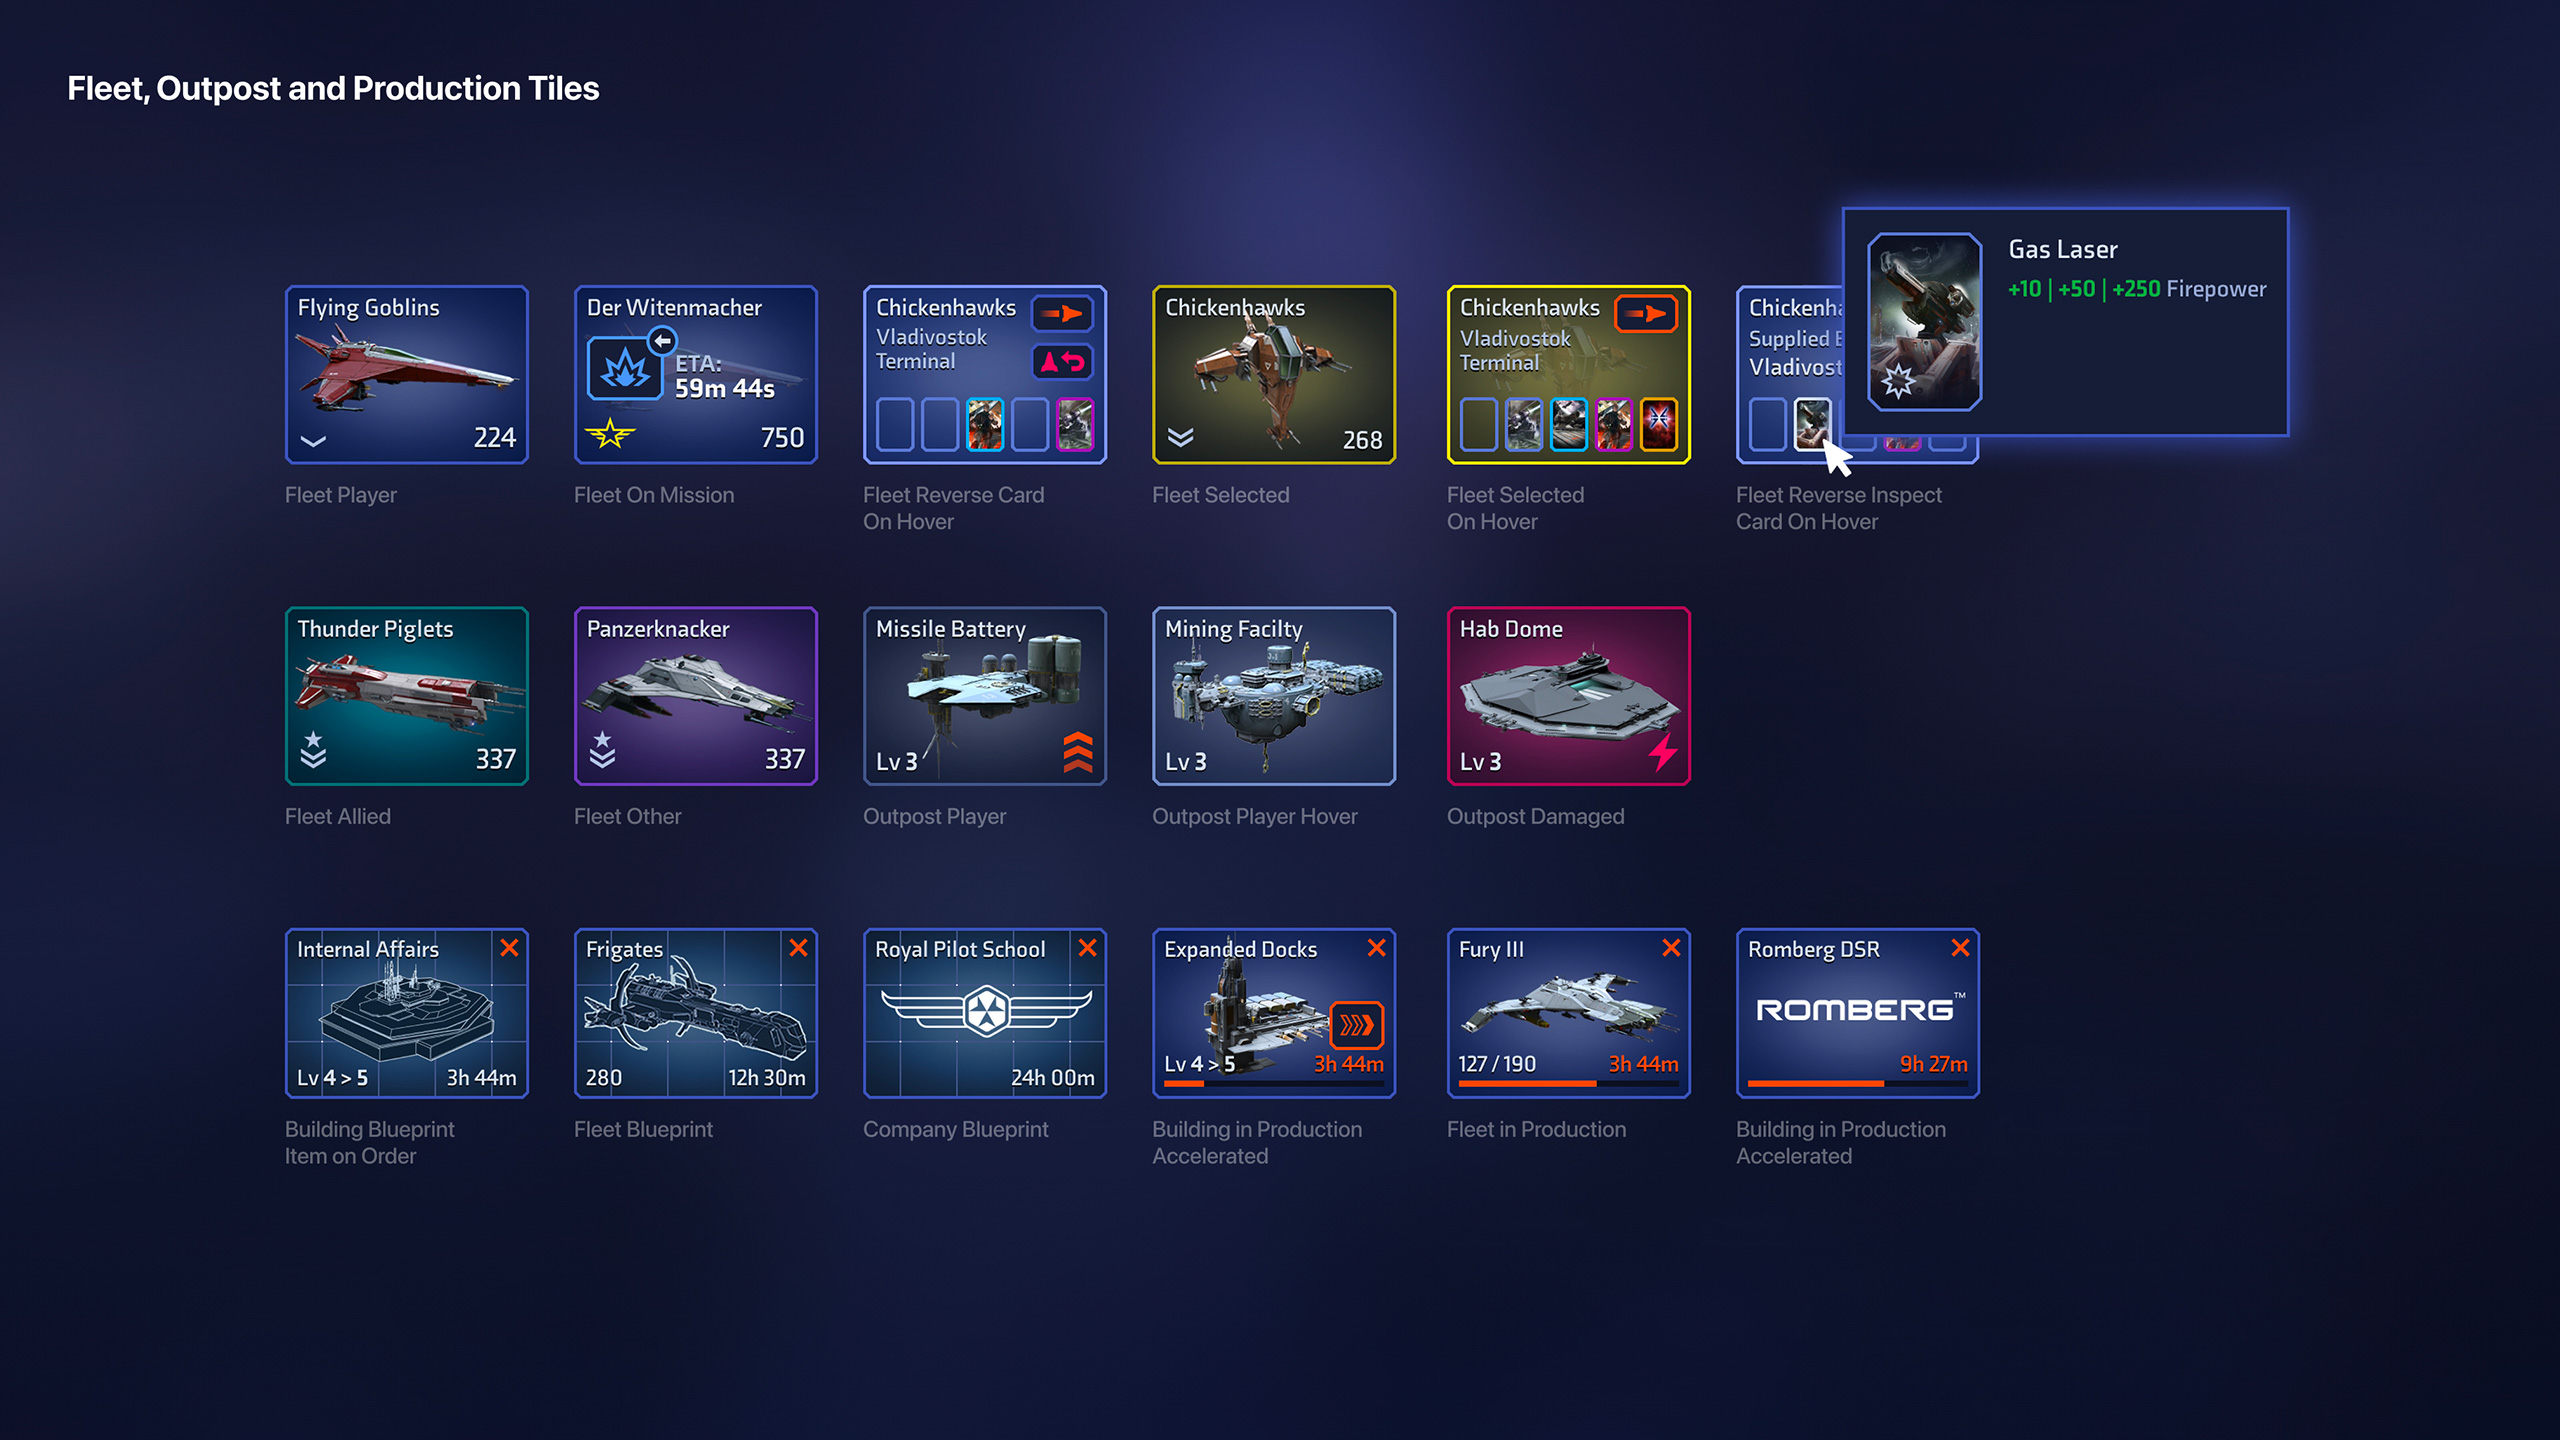 Fleet, Outpost and Production Tiles
Gas Laser
+10 | +50 | +250 Firepower
Flying Goblins
224
Fleet Player
Der Witenmacher
ETA:
59m 44s
750
Fleet On Mission
Chickenhawks
Vladivostok
Terminal
Fleet Reverse Card
On Hover
Chickenhawks
268
Fleet Selected
Chickenhawks
Vladivostok
Terminal
Fleet Selected
On Hover
Supplied
Fleet Reverse Inspect
Card On Hover
Thunder Piglets
337
Fleet Allied
Panzerknacker
337
Fleet Other
Missile Battery
Lv 3
Outpost Player
Mining Facilty
Lv 3
Outpost Player Hover
Hab Dome
Lv 3
Outpost Damaged
Internal Affairs
Lv 4 > 5 3h 44m
Building Blueprint
Item on Order
Frigates
280 12h 30m
Fleet Blueprint
Royal Pilot School
24h 00m
Company Blueprint
Expanded Docks
Lv 4 > 5 3h 44m
Building in Production
Accelerated
Fury III
127 / 190 3h 44m
Fleet in Production
Romberg DSR
ROMBERG™
9h 27m
Building in Production
Accelerated